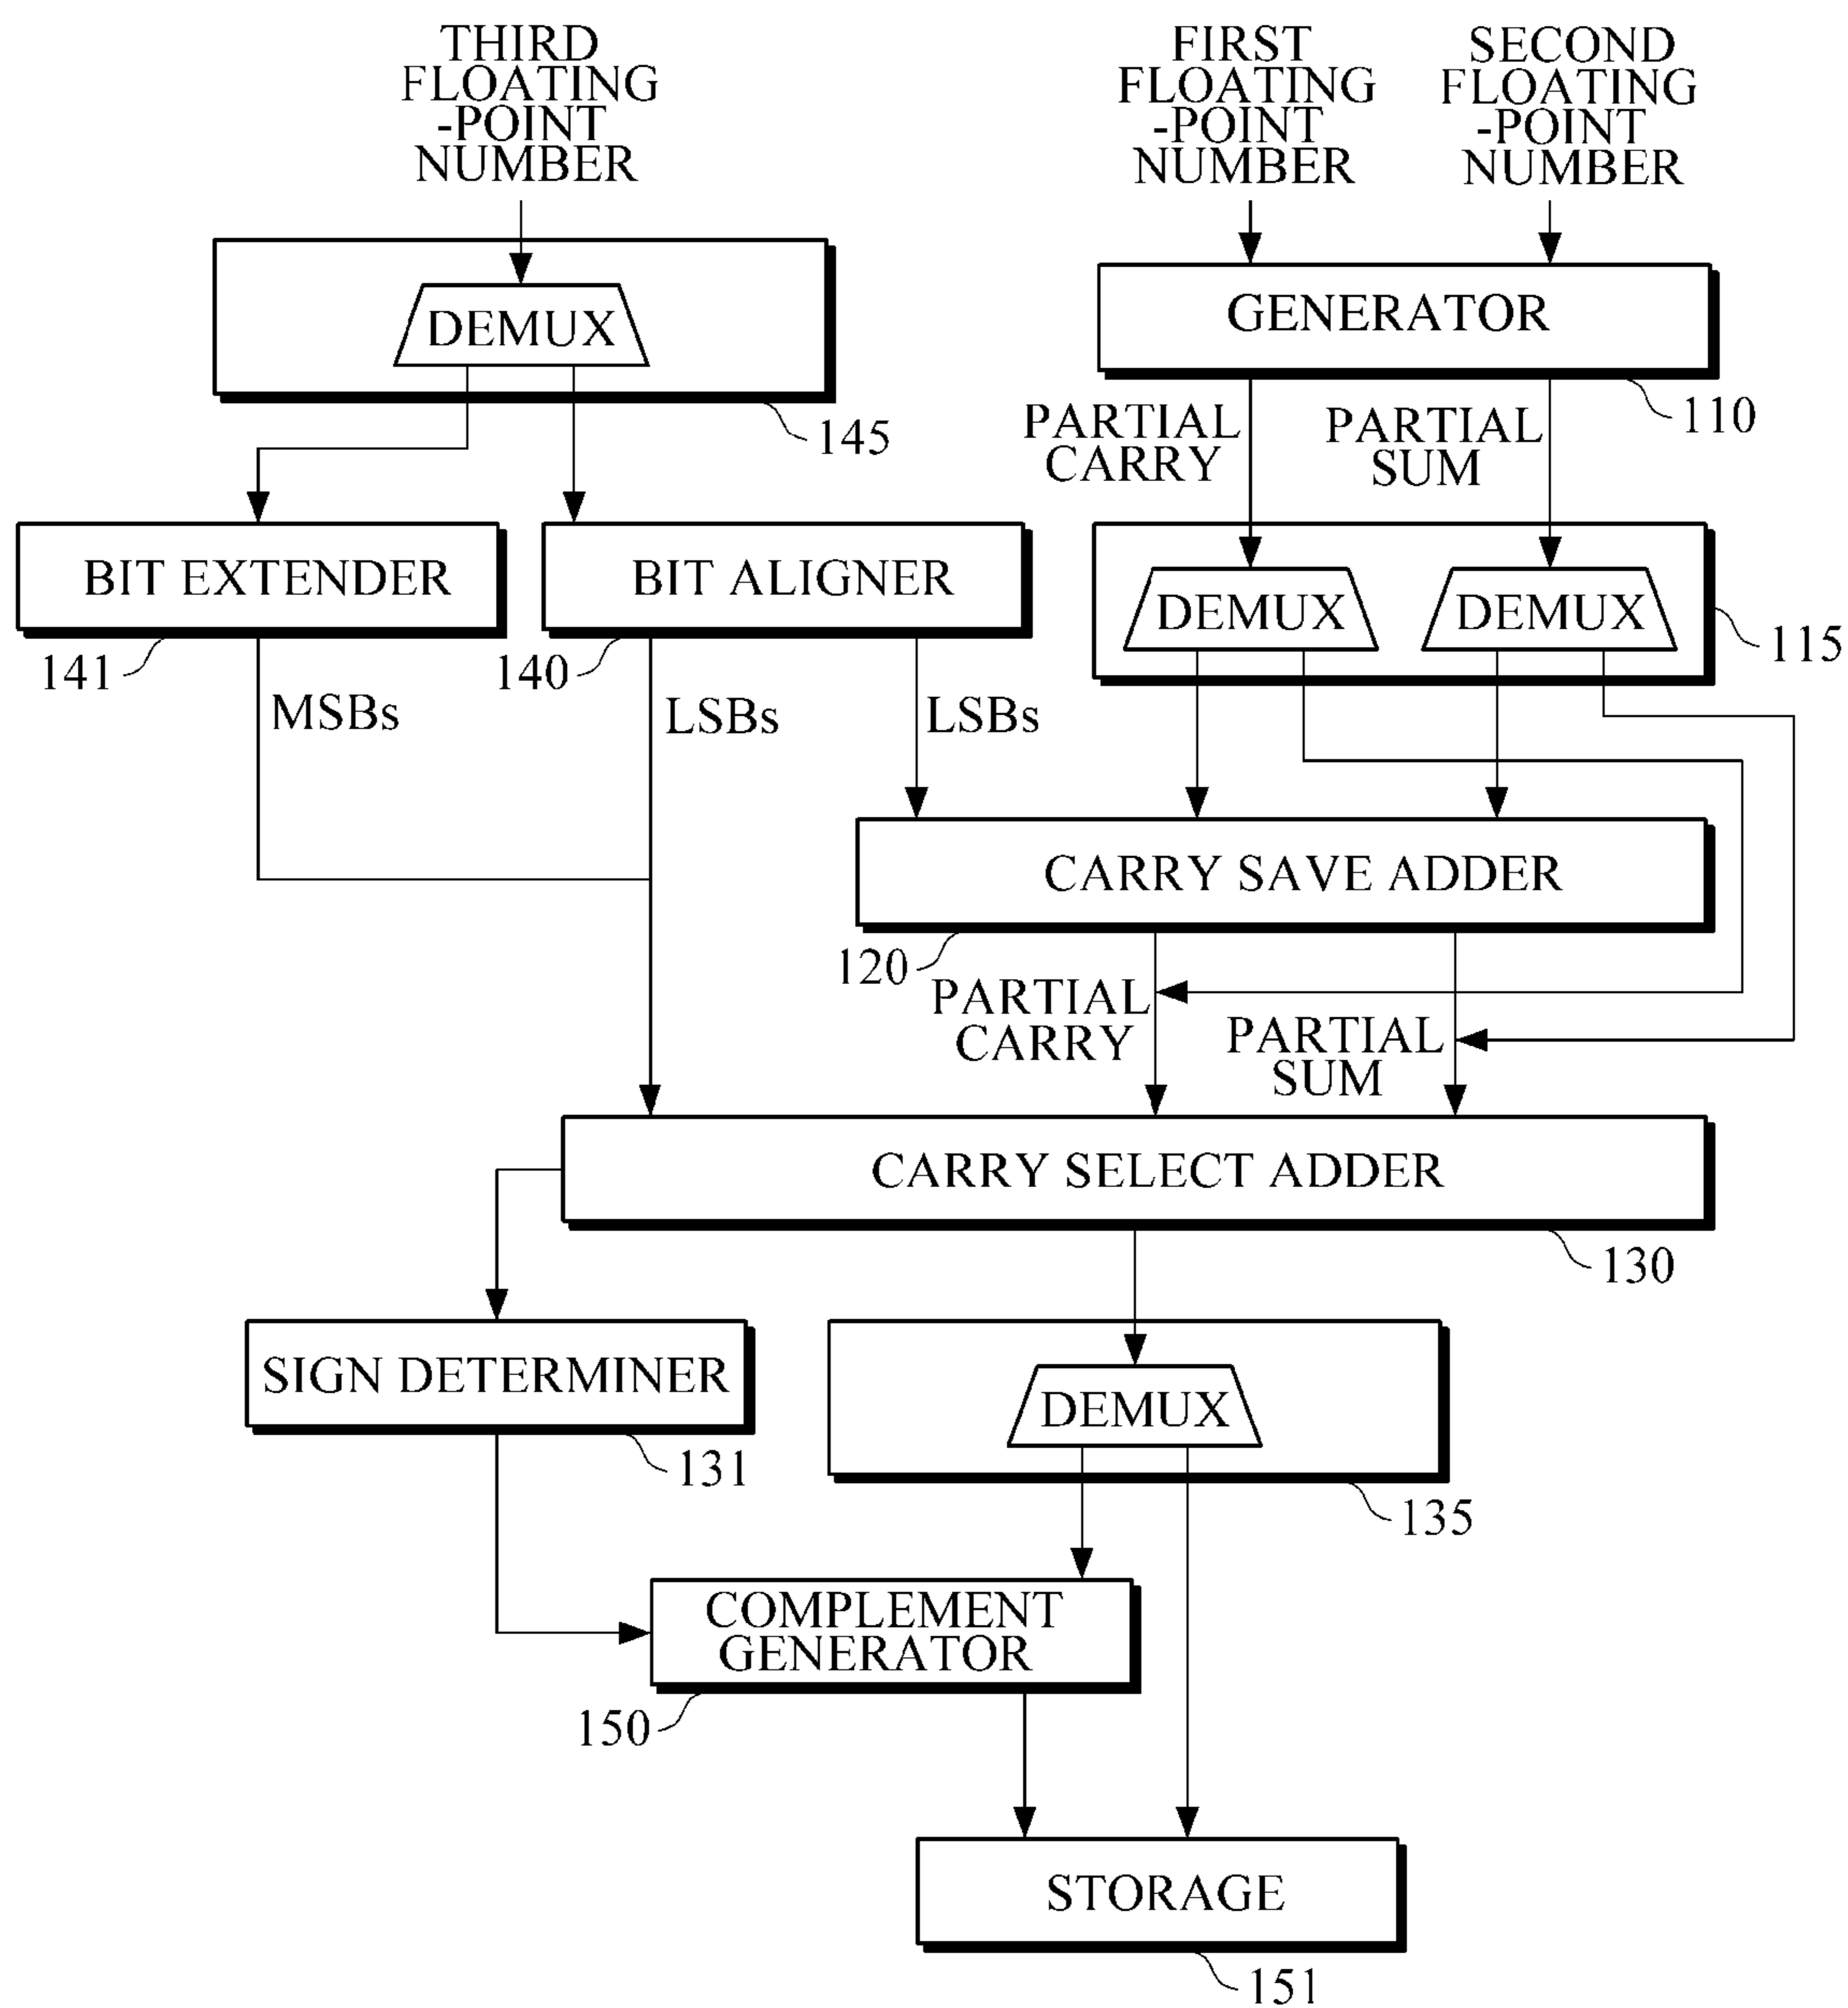 THIRD
FLOATING
-POINT
NUMBER
FIRST
FLOATING
-POINT
NUMBER
SECOND
FLOATING
-POINT
NUMBER
DEMUX
145
GENERATOR
110
PARTIAL
CARRY
PARTIAL
SUM
BIT EXTENDER
141
BIT ALIGNER
140
DEMUX
DEMUX
115
MSBs
LSBs
LSBs
CARRY SAVE ADDER
120
PARTIAL
CARRY
PARTIAL
SUM
CARRY SELECT ADDER
130
SIGN DETERMINER
131
DEMUX
135
COMPLEMENT
GENERATOR
150
STORAGE
151